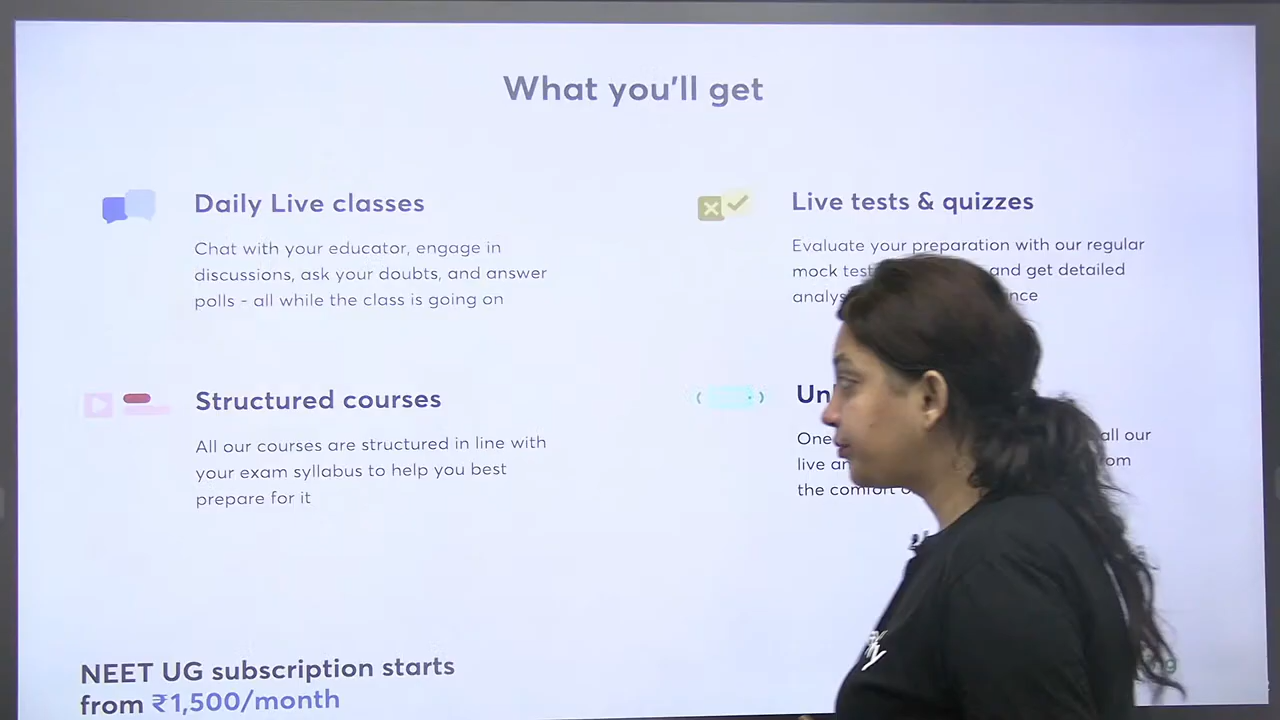 What you'll get
Daily Live classes
Chat with your educator, engage in
discussions, ask your doubts, and answer
polls - all while the class is going on
Live tests & quizzes
Evaluate your preparation with our regular
mock and get detailed
Structured courses
All our courses are structured in line with
your exam syllabus to help you best
prepare for it
One all our
live
the comfort
NEET UG subscription starts
from ₹1,500/month